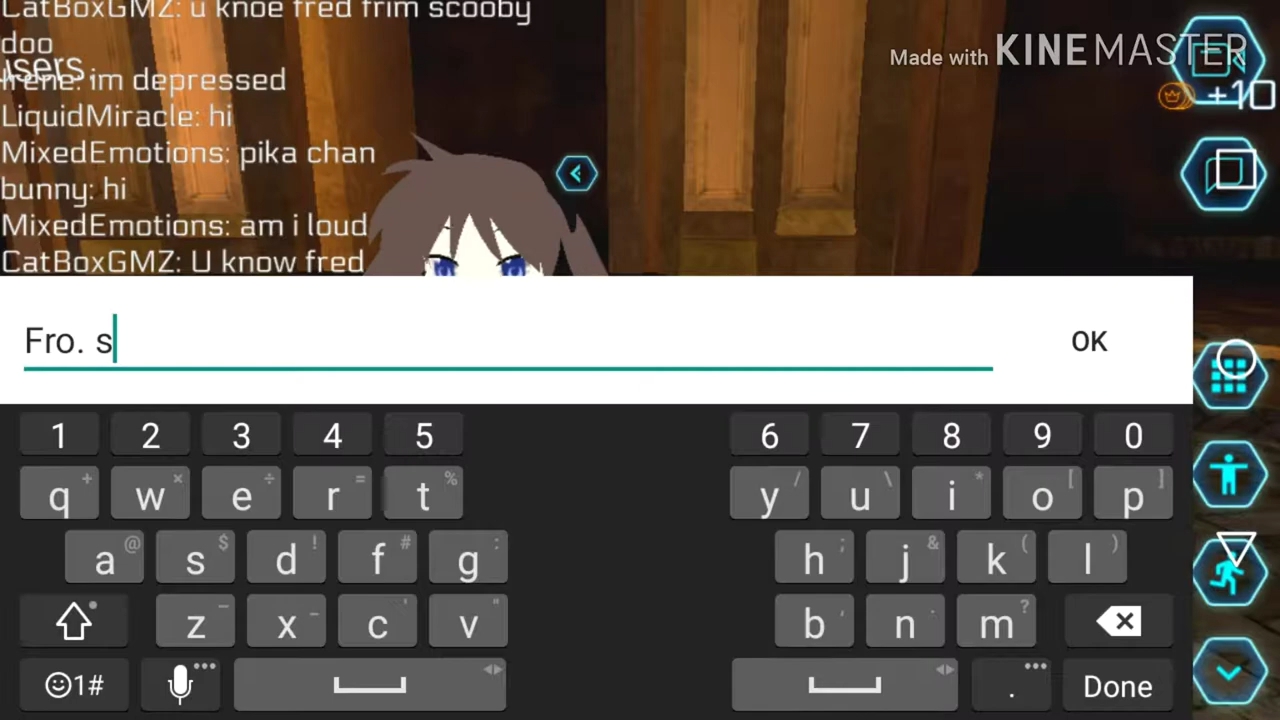 CatBoxGMZ: u knoe fred frim scooby
doo
users.
Irene: im depressed
LiquidMiracle: hi
MixedEmotions: pika chan
bunny: hi
MixedEmotions: am i loud
CatBoxGMZ: U know fred
Made with KINEMASTER
+10
Fro. s
OK
1 2 3 4 5 6 7 8 9 0
q + w × e ÷ r = t % y / u \ i * o [ p ]
a @ s $ d ! f # g : h ; j & k ( l )
z – x - c ' v " b , n . m ?
1# . Done